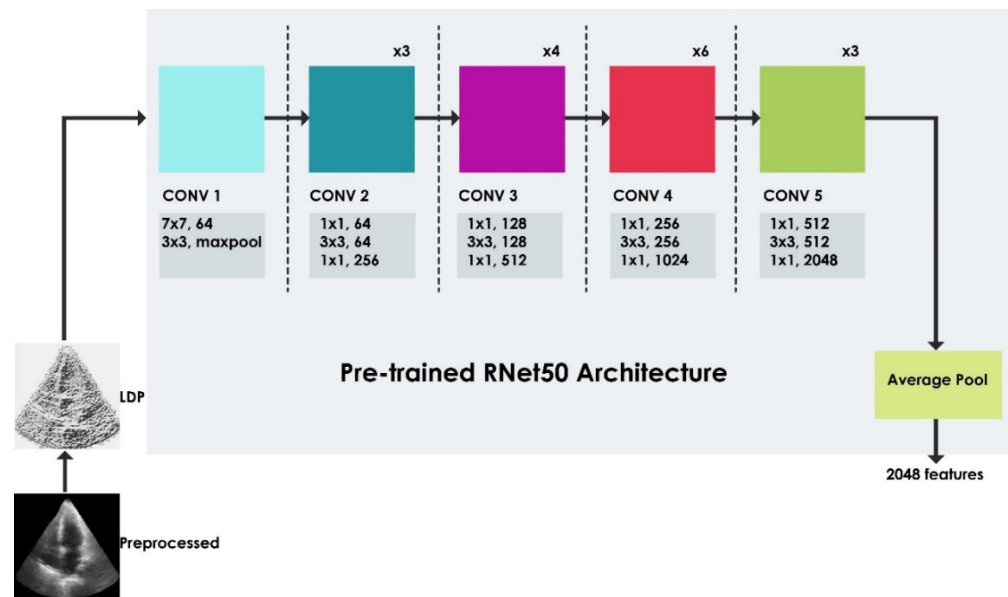 x3
x4
x6
x3
CONV 1
7x7, 64
3x3, maxpool
CONV 2
1x1, 64
3x3, 64
1x1, 256
CONV 3
1x1, 128
3x3, 128
1x1, 512
CONV 4
1x1, 256
3x3, 256
1x1, 1024
CONV 5
1x1, 512
3x3, 512
1x1, 2048
Pre-trained RNet50 Architecture
Average Pool
2048 features
LDP
Preprocessed